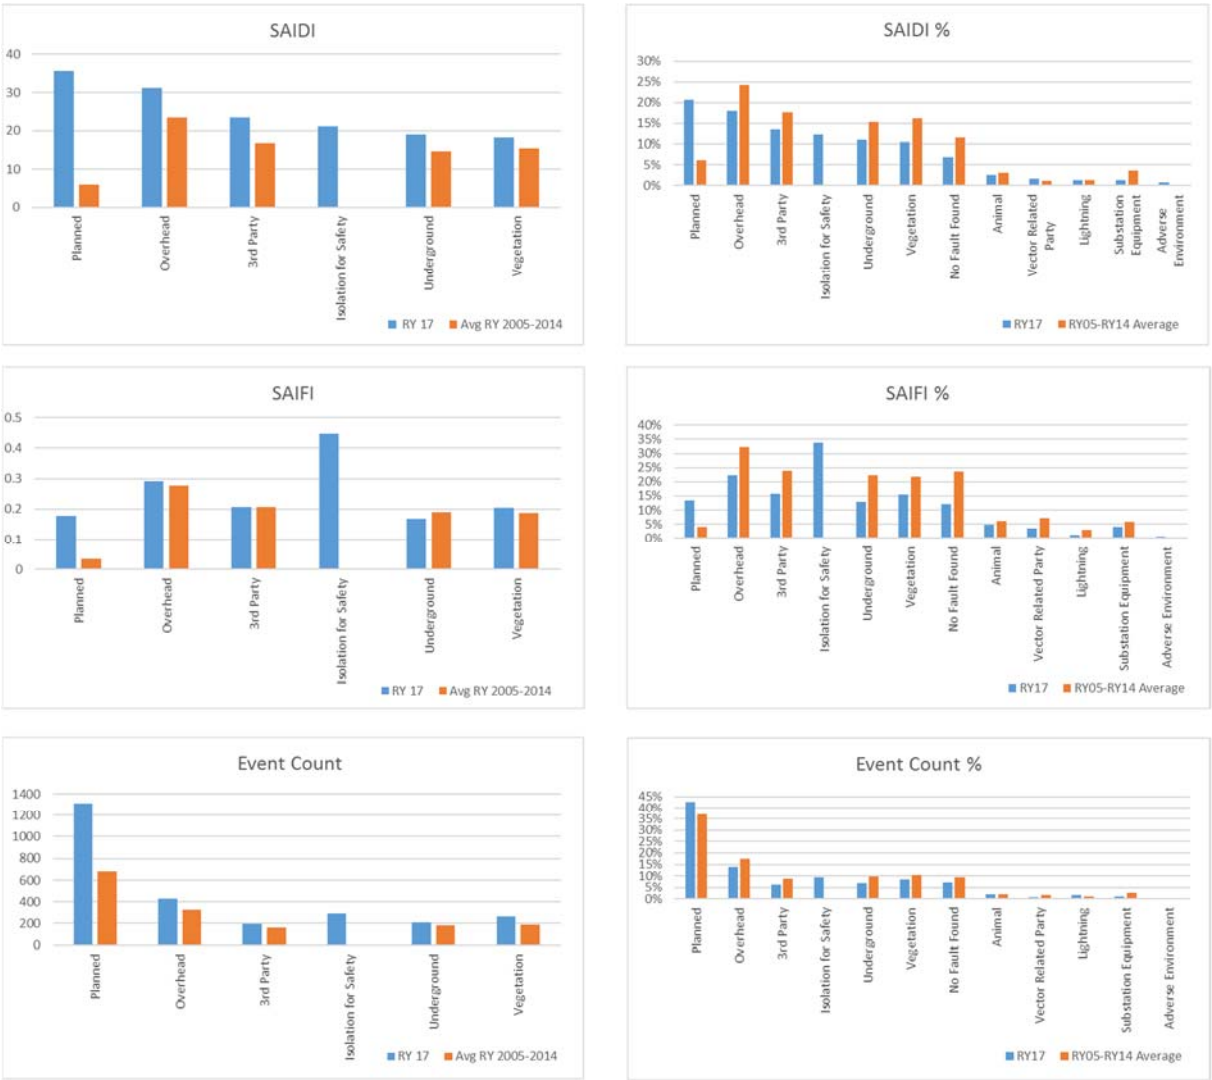 SAIDI
40
30
20
10
0
Planned
Overhead
3rd Party
Isolation for Safety
Underground
Vegetation
RY 17 Avg RY 2005-2014
SAIDI %
30%
25%
20%
15%
10%
5%
0%
Planned
Overhead
3rd Party
Isolation for Safety
Underground
Vegetation
No Fault Found
Animal
Vector Related
Party
Lightning
Substation
Equipment
Adverse
Environment
RY17 RY05-RY14 Average
SAIFI
0.5
0.4
0.3
0.2
0.1
0
Planned
Overhead
3rd Party
Isolation for Safety
Underground
Vegetation
RY 17 Avg RY 2005-2014
SAIFI %
40%
35%
30%
25%
20%
15%
10%
5%
0%
Planned
Overhead
3rd Party
Isolation for Safety
Underground
Vegetation
No Fault Found
Animal
Vector Related Party
Lightning
Substation Equipment
Adverse Environment
RY17 RY05-RY14 Average
Event Count
1400
1200
1000
800
600
400
200
0
Planned
Overhead
3rd Party
Isolation for Safety
Underground
Vegetation
RY 17 Avg RY 2005-2014
Event Count %
45%
40%
35%
30%
25%
20%
15%
10%
5%
0%
Planned
Overhead
3rd Party
Isolation for Safety
Underground
Vegetation
No Fault Found
Animal
Vector Related Party
Lightning
Substation Equipment
Adverse Environment
RY17 RY05-RY14 Average